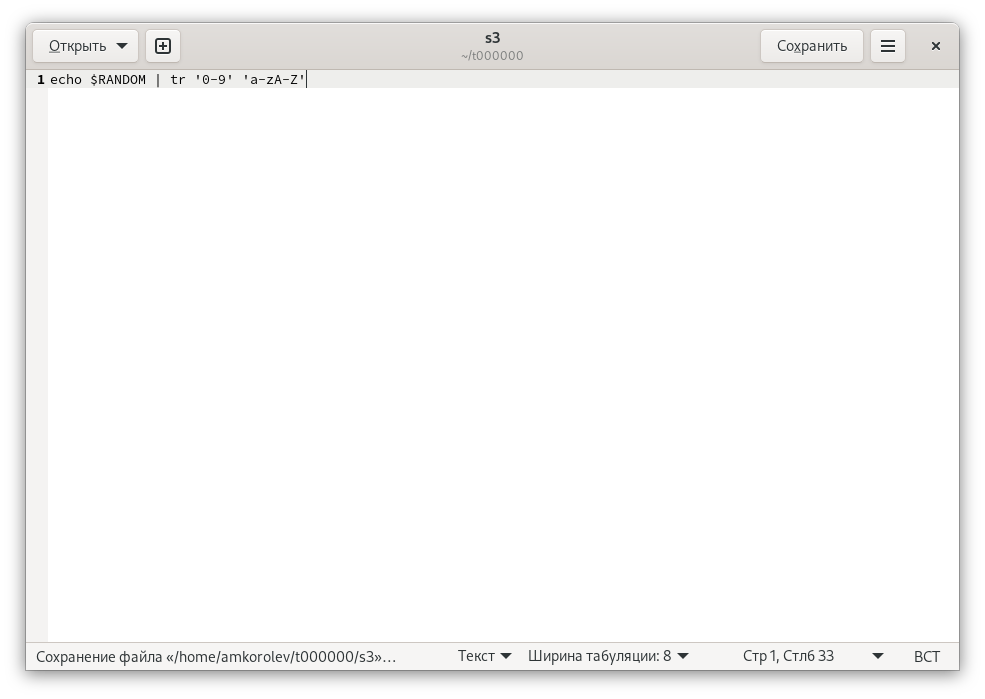 Открыть
s3
~/t000000
Сохранить
1 echo $RANDOM | tr '0-9' 'a-zA-Z'
Сохранение файла «/home/amkorolev/t000000/s3»… Текст Ширина табуляции: 8 Стр 1, Стлб 33 ВСТ